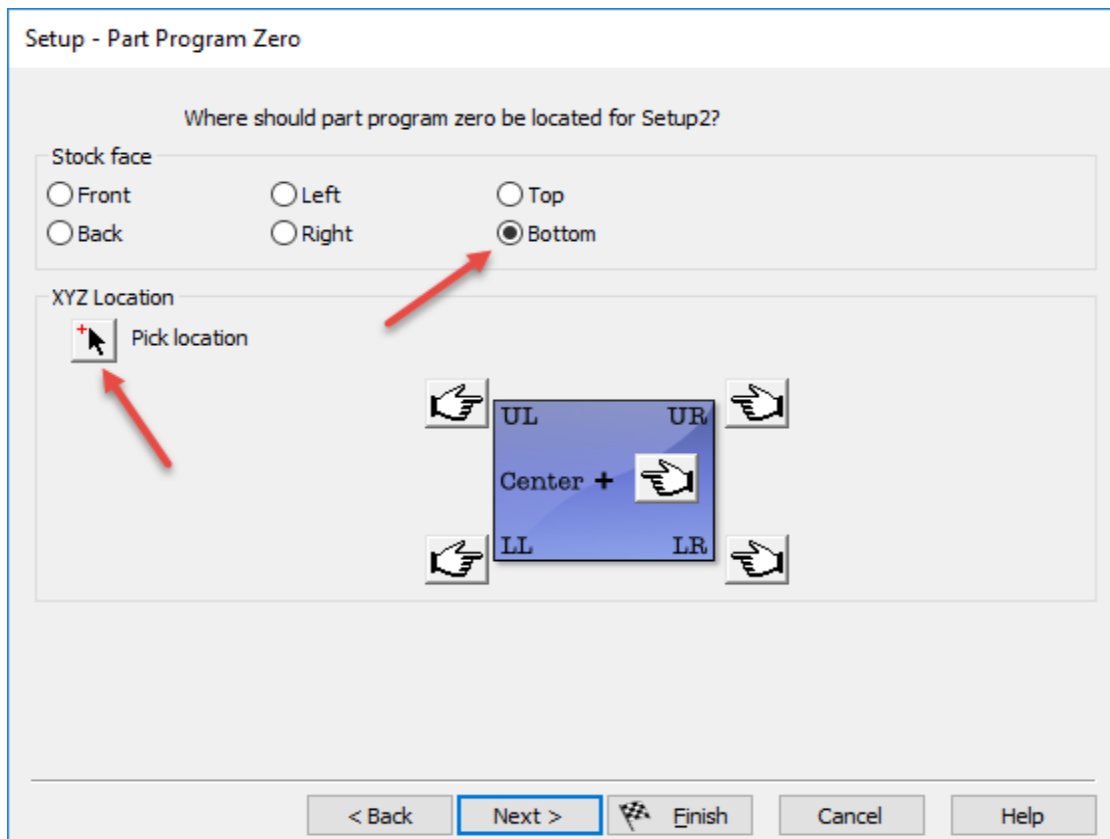 Setup - Part Program Zero
Where should part program zero be located for Setup2?
Stock face
Front Left Top
Back Right Bottom
XYZ Location
Pick location
UL UR
Center +
LL LR
< Back Next > Finish Cancel Help